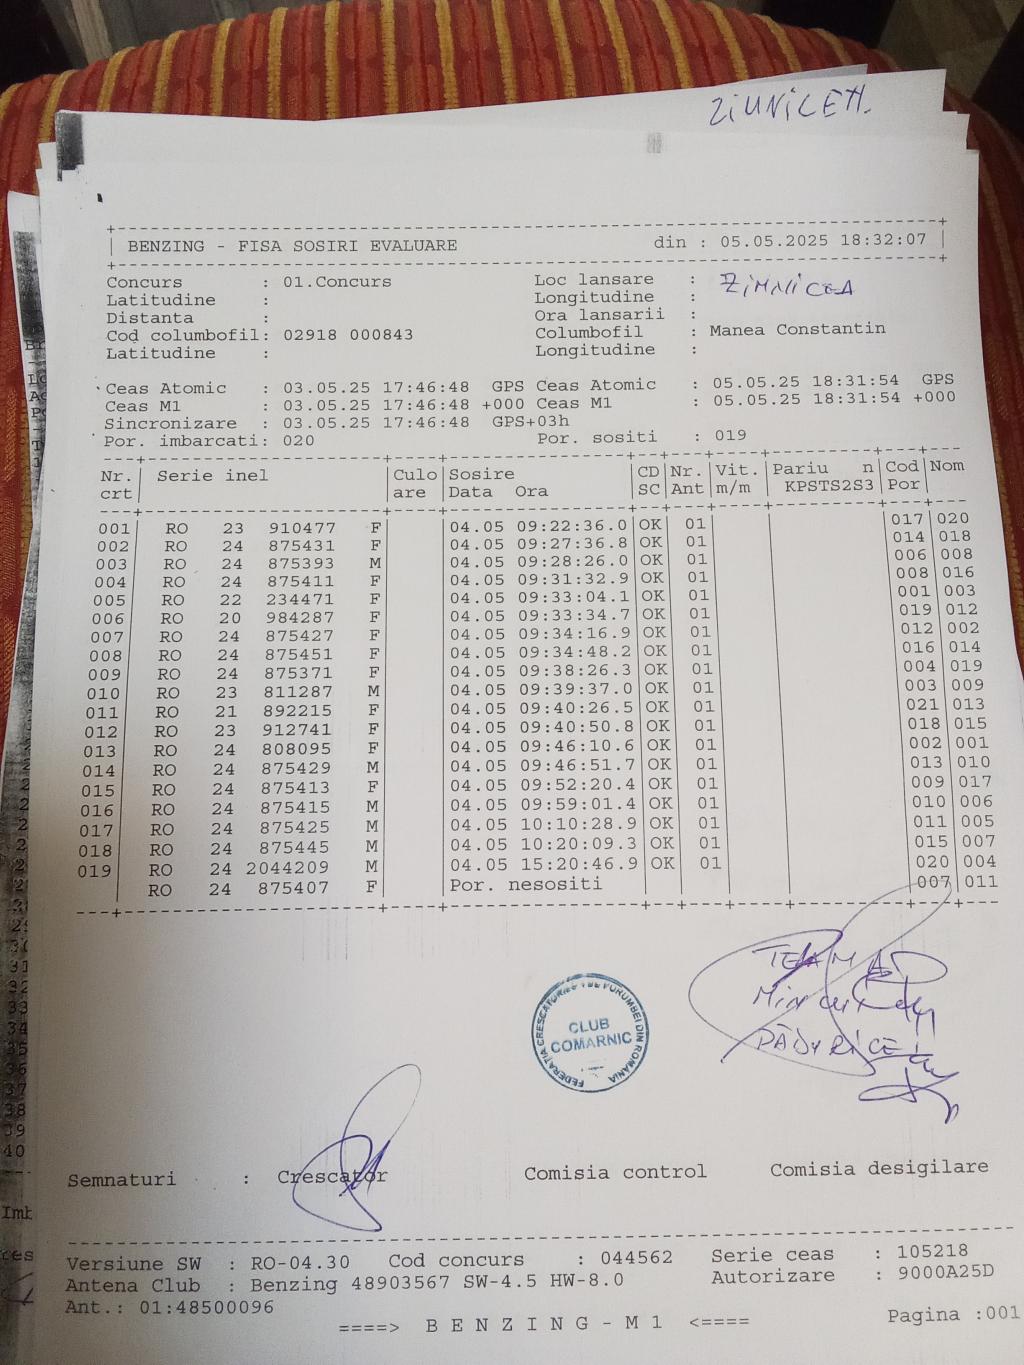 ZIMNICEA
BENZING - FISA SOSIRI EVALUARE din : 05.05.2025 18:32:07
Concurs : 01.Concurs Loc lansare : ZIMNICEA
Latitudine : Longitudine :
Distanta : Ora lansarii :
Cod columbofil: 02918 000843 Columbofil : Manea Constantin
Latitudine : Longitudine :
Ceas Atomic : 03.05.25 17:46:48 GPS Ceas Atomic : 05.05.25 18:31:54 GPS
Ceas M1 : 03.05.25 17:46:48 +000 Ceas M1 : 05.05.25 18:31:54 +000
Sincronizare : 03.05.25 17:46:48 GPS+03h
Por. imbarcati: 020 Por. sositi : 019
Nr. Serie inel Culo Sosire CD Nr. Vit. Pariu n Cod Nom
crt are Data Ora SC Ant m/m KPSTS2S3 Por
001 RO 23 910477 F 04.05 09:22:36.0 OK 01 017 020
002 RO 24 875431 F 04.05 09:27:36.8 OK 01 014 018
003 RO 24 875393 M 04.05 09:28:26.0 OK 01 006 008
004 RO 24 875411 F 04.05 09:31:32.9 OK 01 008 016
005 RO 22 234471 F 04.05 09:33:04.1 OK 01 001 003
006 RO 20 984287 F 04.05 09:33:34.7 OK 01 019 012
007 RO 24 875427 F 04.05 09:34:16.9 OK 01 012 002
008 RO 24 875451 F 04.05 09:34:48.2 OK 01 016 014
009 RO 24 875371 F 04.05 09:38:26.3 OK 01 004 019
010 RO 23 811287 M 04.05 09:39:37.0 OK 01 003 009
011 RO 21 892215 F 04.05 09:40:26.5 OK 01 021 013
012 RO 23 912741 F 04.05 09:40:50.8 OK 01 018 015
013 RO 24 808095 F 04.05 09:46:10.6 OK 01 002 001
014 RO 24 875429 M 04.05 09:46:51.7 OK 01 013 010
015 RO 24 875413 F 04.05 09:52:20.4 OK 01 009 017
016 RO 24 875415 M 04.05 09:59:01.4 OK 01 010 006
017 RO 24 875425 M 04.05 10:10:28.9 OK 01 011 005
018 RO 24 875445 M 04.05 10:20:09.3 OK 01 015 007
019 RO 24 2044209 M 04.05 15:20:46.9 OK 01 020 004
RO 24 875407 F Por. nesositi 007 011
TEAM
FEDERATIA CRESCATORILOR DE PORUMBEI DIN ROMANIA
CLUB
COMARNIC
Semnaturi : Crescator Comisia control Comisia desigilare
Versiune SW : RO-04.30 Cod concurs : 044562 Serie ceas : 105218
Antena Club : Benzing 48903567 SW-4.5 HW-8.0 Autorizare : 9000A25D
Ant.: 01:48500096
====> B E N Z I N G - M 1 <==== Pagina :001